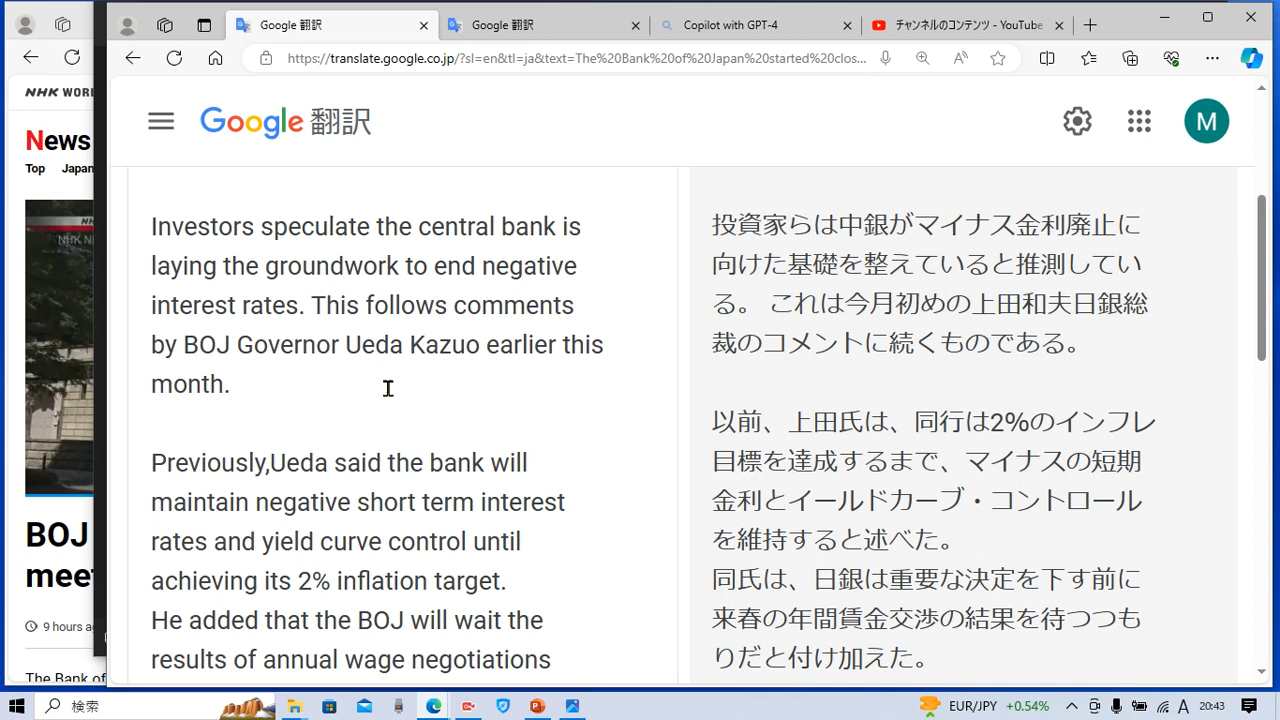 Google 翻訳
Google 翻訳
Copilot with GPT-4
チャンネルのコンテンツ - YouTube
https://translate.google.co.jp/?sl=en&tl=ja&text=The%20Bank%20of%20Japan%20started%20clos...
NHK WORL
News
Top Japan
NHK N
BOJ
meet
9 hours a
The Bank of
Google 翻訳
M
Investors speculate the central bank is
laying the groundwork to end negative
interest rates. This follows comments
by BOJ Governor Ueda Kazuo earlier this
month.
Previously,Ueda said the bank will
maintain negative short term interest
rates and yield curve control until
achieving its 2% inflation target.
He added that the BOJ will wait the
results of annual wage negotiations
投資家らは中銀がマイナス金利廃止に
向けた基礎を整えていると推測してい
る。 これは今月初めの上田和夫日銀総
裁のコメントに続くものである。
以前、上田氏は、同行は2%のインフレ
目標を達成するまで、マイナスの短期
金利とイールドカーブ・コントロール
を維持すると述べた。
同氏は、日銀は重要な決定を下す前に
来春の年間賃金交渉の結果を待つつも
りだと付け加えた。
検索
EUR/JPY +0.54%
A
20:43